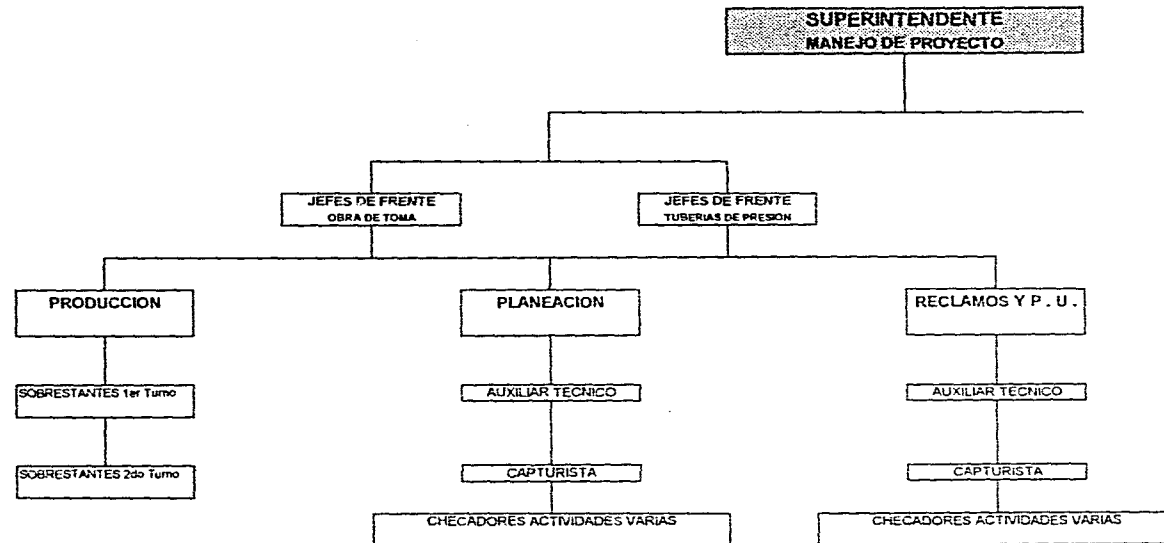 SUPERINTENDENTE
MANEJO DE PROYECTO
JEFES DE FRENTE
OBRA DE TOMA
JEFES DE FRENTE
TUBERIAS DE PRESION
PRODUCCION
PLANEACION
RECLAMOS Y P . U .
SOBRESTANTES 1er Turno
AUXILIAR TECNICO
AUXILIAR TECNICO
SOBRESTANTES 2do Turno
CAPTURISTA
CAPTURISTA
CHECADORES ACTIVIDADES VARIAS
CHECADORES ACTIVIDADES VARIAS